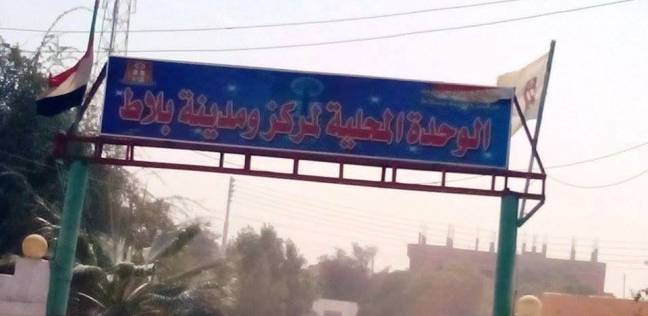 الوحدة المحلية لمركز ومدينة بلاط